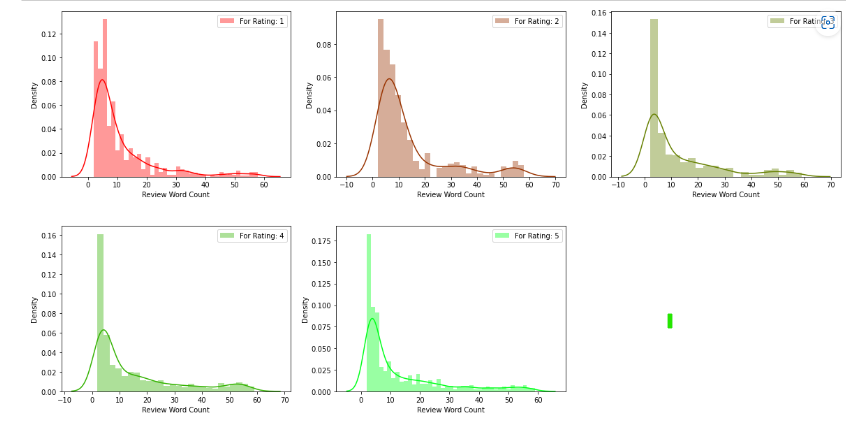 For Rating: 1
0.12
0.10
0.08
0.06
0.04
0.02
0.00
Density
0 10 20 30 40 50 60
Review Word Count
For Rating: 2
0.08
0.06
0.04
0.02
0.00
Density
−10 0 10 20 30 40 50 60 70
Review Word Count
For
0.16
0.14
0.12
0.10
0.08
0.06
0.04
0.02
0.00
Density
−10 0 10 20 30 40 50 60 70
Review Word Count
For Rating: 4
0.16
0.14
0.12
0.10
0.08
0.06
0.04
0.02
0.00
Density
−10 0 10 20 30 40 50 60 70
Review Word Count
For Rating: 5
0.175
0.150
0.125
0.100
0.075
0.050
0.025
0.000
Density
0 10 20 30 40 50 60
Review Word Count